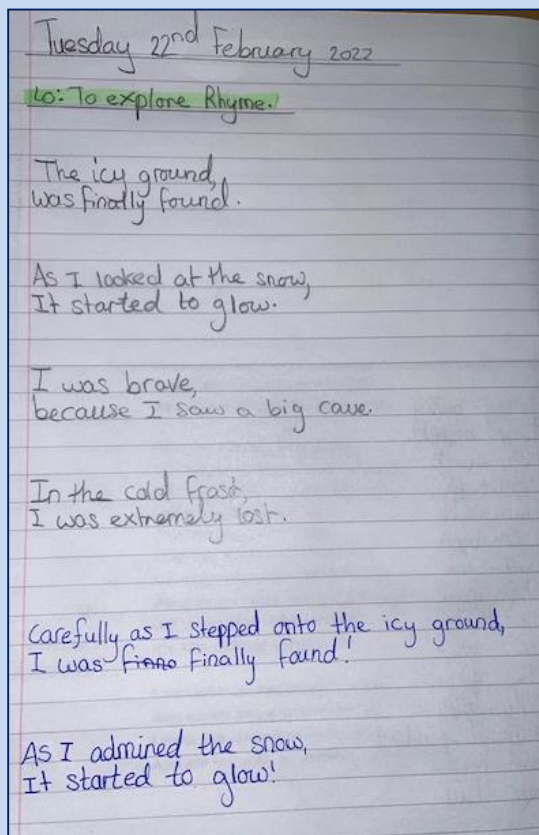 Tuesday 22nd February 2022
LO: To explore Rhyme.
The icy ground,
was finally found.
As I looked at the snow,
It started to glow.
I was brave,
because I saw a big cave.
In the cold frost,
I was extremely lost.
Carefully as I stepped onto the icy ground,
I was finally found!
As I admired the snow,
It started to glow!